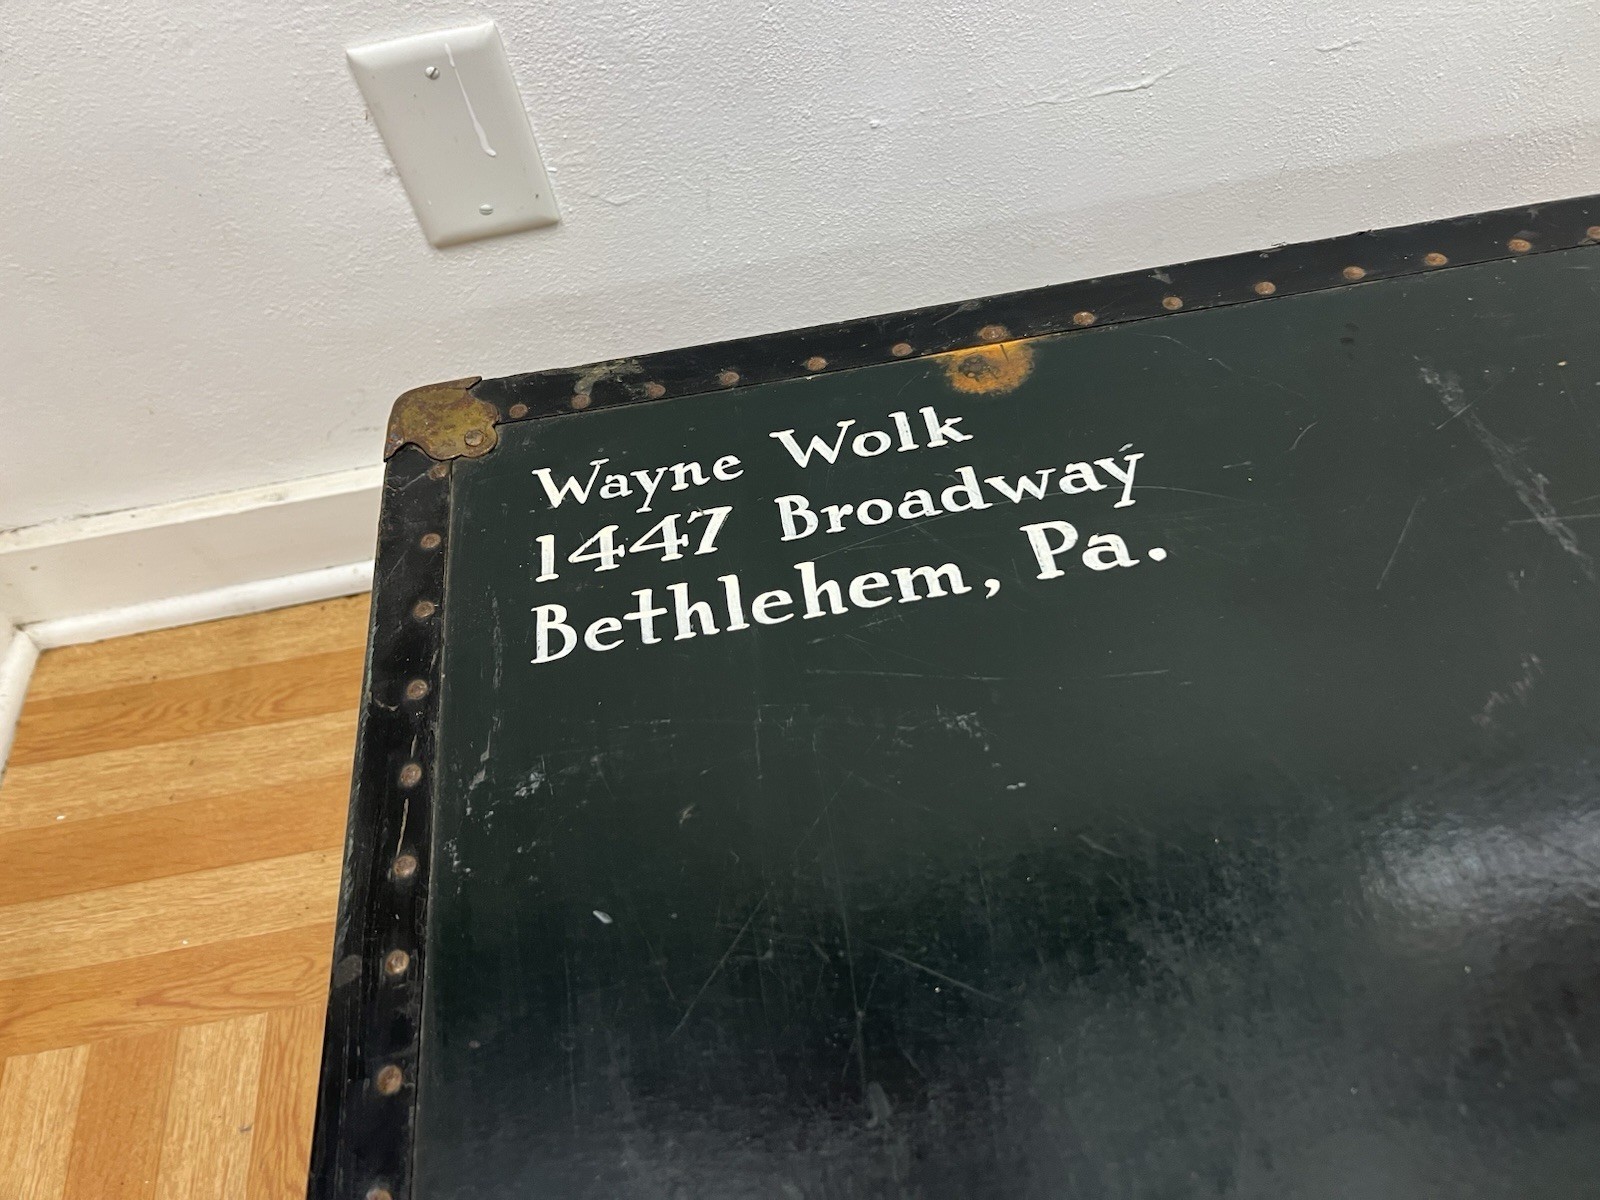 Wayne Wolk
1447 Broadway
Bethlehem, Pa.